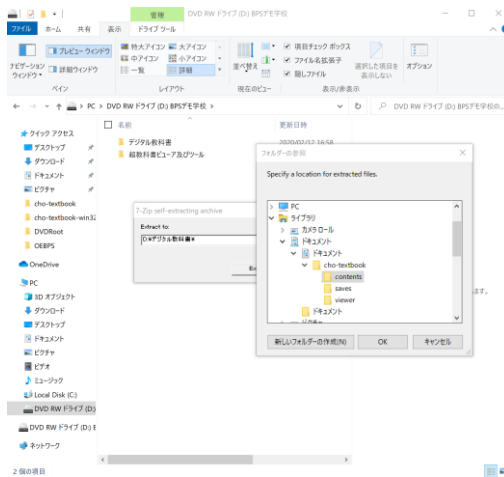 管理
DVD RW ドライブ (D:) BPSデモ学校
ファイル ホーム 共有 表示 ドライブ ツール
ナビゲーション ウィンドウ
プレビュー ウィンドウ
詳細ウィンドウ
ペイン
特大アイコン 大アイコン
中アイコン 小アイコン
一覧 詳細
レイアウト
並べ替え
現在のビュー
項目チェック ボックス
ファイル名拡張子
隠しファイル
選択した項目を
表示しない
表示/非表示
オプション
PC > DVD RW ドライブ (D:) BPSデモ学校 >
DVD RW ドライブ (D:) BPSデモ学校の...
名前
更新日時
クイック アクセス
デスクトップ
ダウンロード
ドキュメント
ピクチャ
cho-textbook
cho-textbook-win32
DVDRoot
OEBPS
OneDrive
PC
3D オブジェクト
ダウンロード
デスクトップ
ドキュメント
ピクチャ
ビデオ
ミュージック
Local Disk (C:)
DVD RW ドライブ (D:)
DVD RW ドライブ (D:) B
ネットワーク
デジタル教科書
2020/02/12 16:58
超教科書ビューア及びツール
7-Zip self-extracting archive
Extract to:
D:¥デジタル教科書¥
Ex
フォルダーの参照
Specify a location for extracted files.
PC
ライブラリ
カメラロール
ドキュメント
ドキュメント
cho-textbook
contents
saves
viewer
ドキュメント
新しいフォルダーの作成(N) OK キャンセル
ます。
2 個の項目